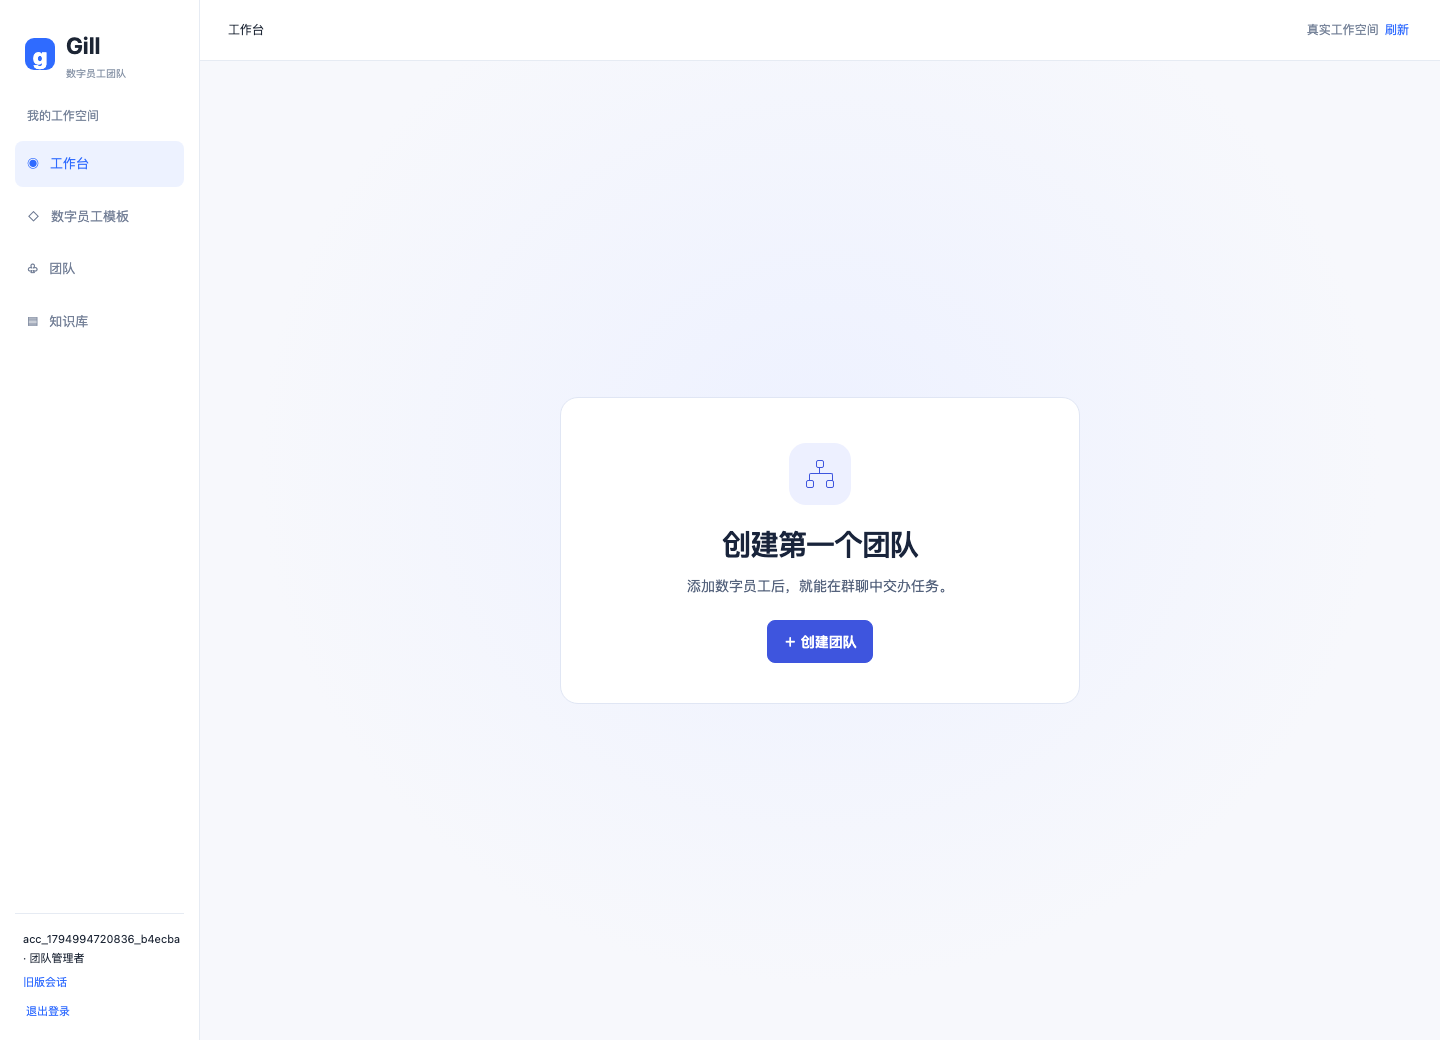 g
Gill
数字员工团队
我的工作空间
工作台
数字员工模板
团队
知识库
acc_1794994720836_b4ecba
· 团队管理者
旧版会话
退出登录
工作台
真实工作空间 刷新
创建第一个团队
添加数字员工后，就能在群聊中交办任务。
+ 创建团队